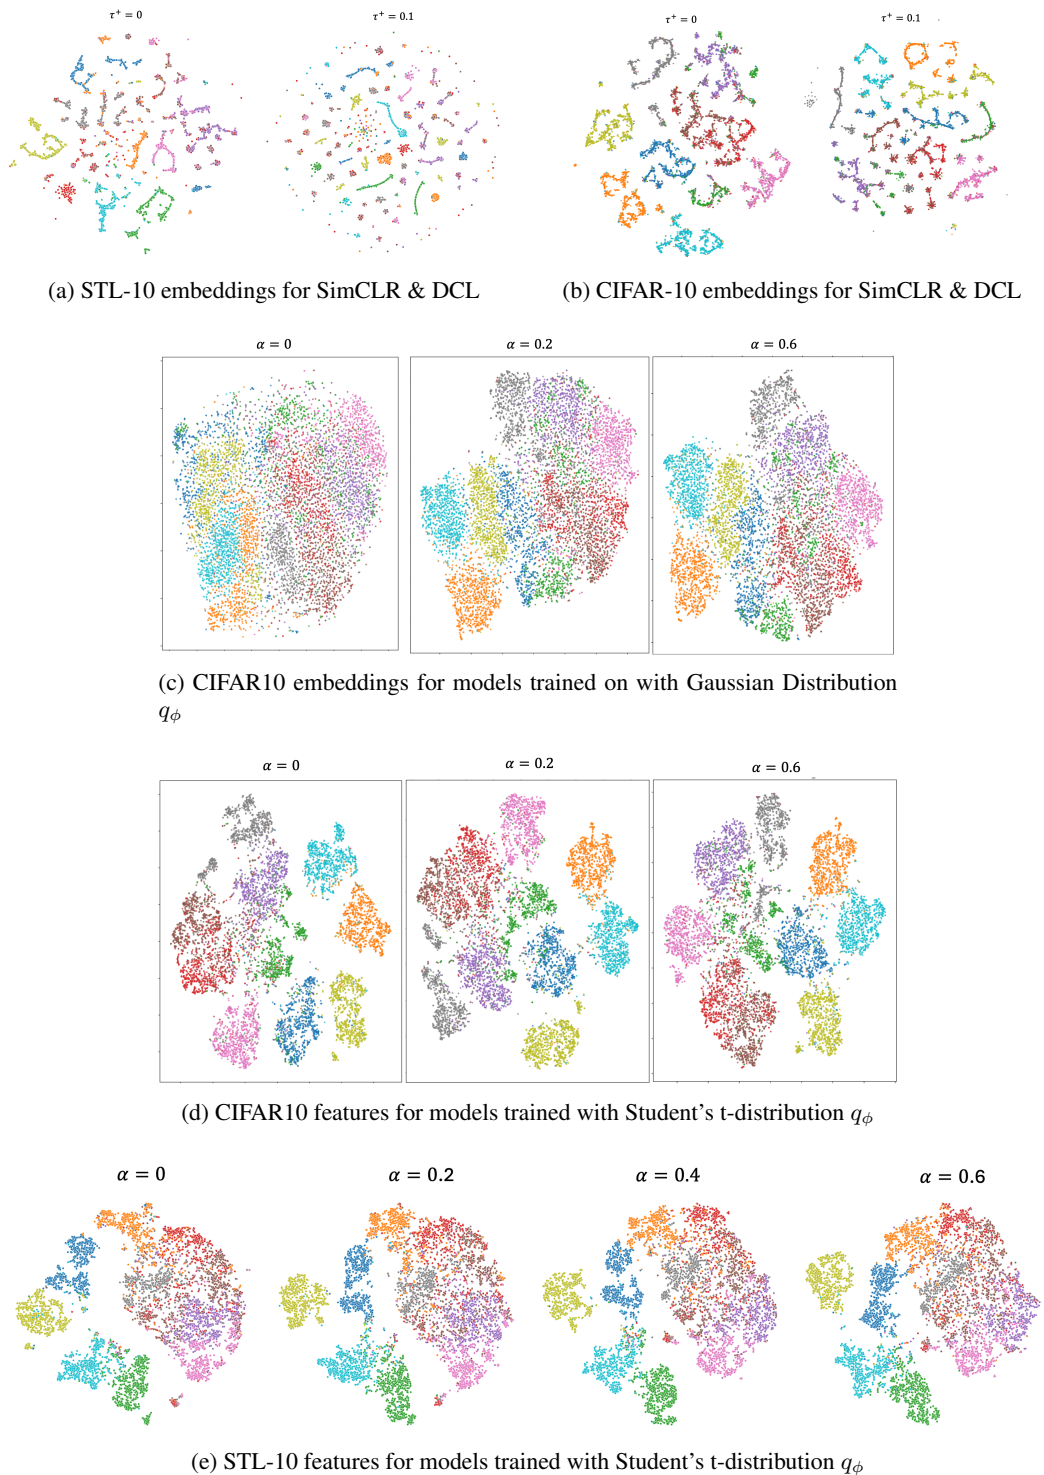 τ⁺ = 0
τ⁺ = 0.1
τ⁺ = 0
τ⁺ = 0.1
(a) STL-10 embeddings for SimCLR & DCL
(b) CIFAR-10 embeddings for SimCLR & DCL
α = 0
α = 0.2
α = 0.6
(c) CIFAR10 embeddings for models trained on with Gaussian Distribution
qϕ
α = 0
α = 0.2
α = 0.6
(d) CIFAR10 features for models trained with Student's t-distribution qϕ
α = 0
α = 0.2
α = 0.4
α = 0.6
(e) STL-10 features for models trained with Student's t-distribution qϕ